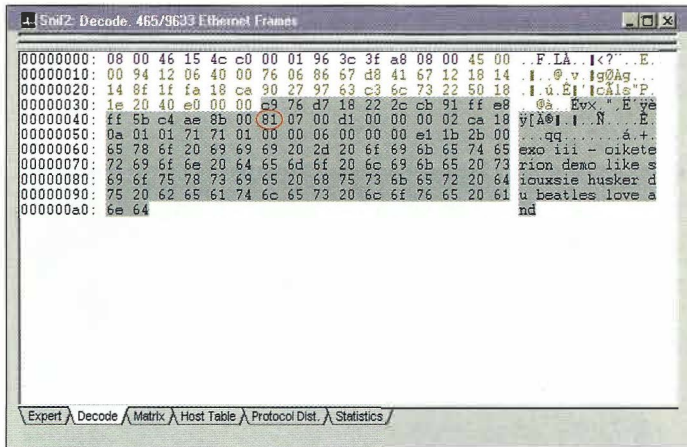 Snif2: Decode, 465/9633 Ethernet Frames
00000000: 08 00 46 15 4c c0 00 01 96 3c 3f a8 08 00 45 00 ..F.LÀ..▮<?¨..E.
00000010: 00 94 12 06 40 00 76 06 86 67 d8 41 67 12 18 14 .▮..@.v.▮gØAg...
00000020: 14 8f 1f fa 18 ca 90 27 97 63 c3 6c 73 22 50 18
00000030: 1e 20 40 e0 00 00 c9 76 d7 18 22 2c cb 91 ff e8
00000040: ff 5b c4 ae 8b 00 81 07 00 d1 00 00 00 02 ca 18
00000050: 0a 01 01 71 71 01 00 00 06 00 00 00 e1 1b 2b 00 ...qq.......á.+.
00000060: 65 78 6f 20 69 69 69 20 2d 20 6f 69 6b 65 74 65 exo iii - oikete
00000070: 72 69 6f 6e 20 64 65 6d 6f 20 6c 69 6b 65 20 73 rion demo like s
00000080: 69 6f 75 78 73 69 65 20 68 75 73 6b 65 72 20 64 iouxsie husker d
00000090: 75 20 62 65 61 74 6c 65 73 20 6c 6f 76 65 20 61 u beatles love a
000000a0: 6e 64 nd
Expert Decode Matrix Host Table Protocol Dist. Statistics